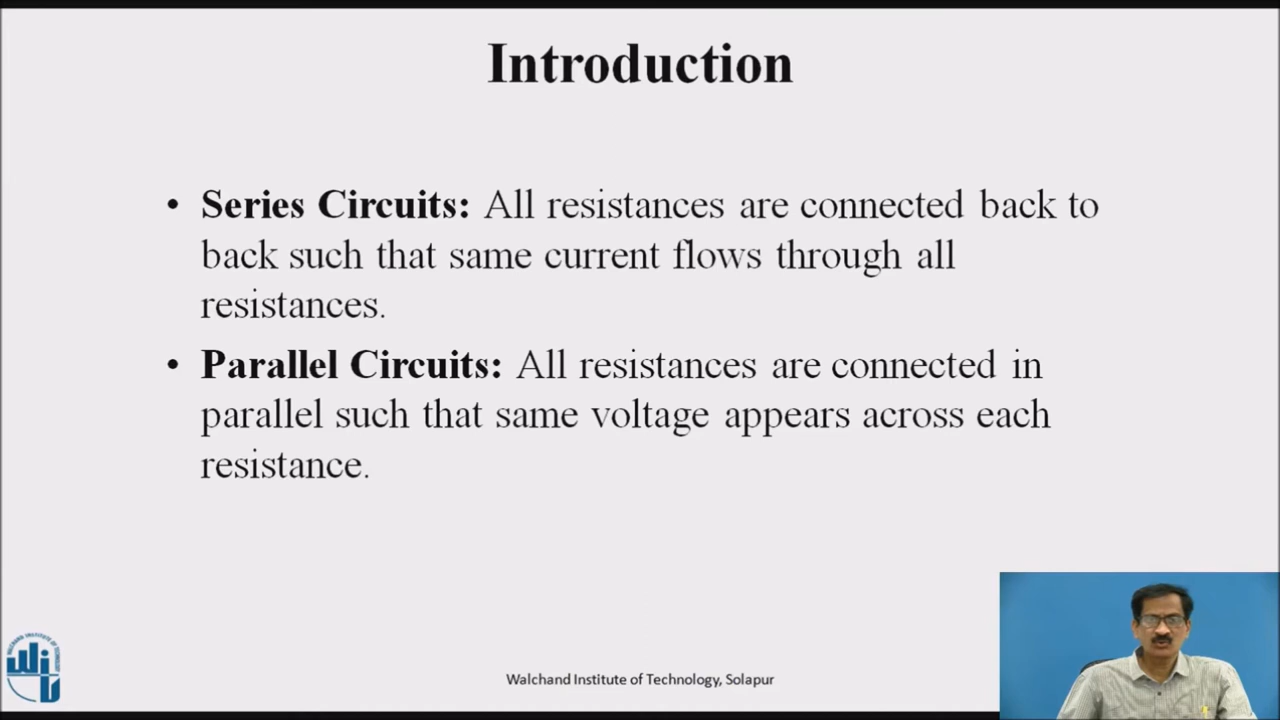 Introduction
• Series Circuits: All resistances are connected back to
back such that same current flows through all
resistances.
• Parallel Circuits: All resistances are connected in
parallel such that same voltage appears across each
resistance.
Walchand Institute of Technology, Solapur